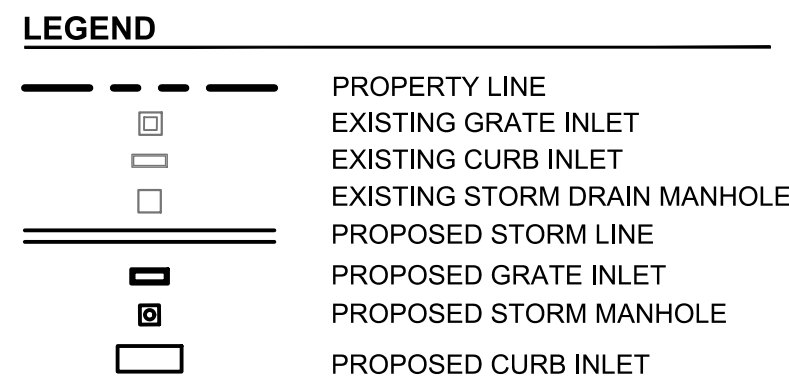 LEGEND
PROPERTY LINE
EXISTING GRATE INLET
EXISTING CURB INLET
EXISTING STORM DRAIN MANHOLE
PROPOSED STORM LINE
PROPOSED GRATE INLET
PROPOSED STORM MANHOLE
PROPOSED CURB INLET